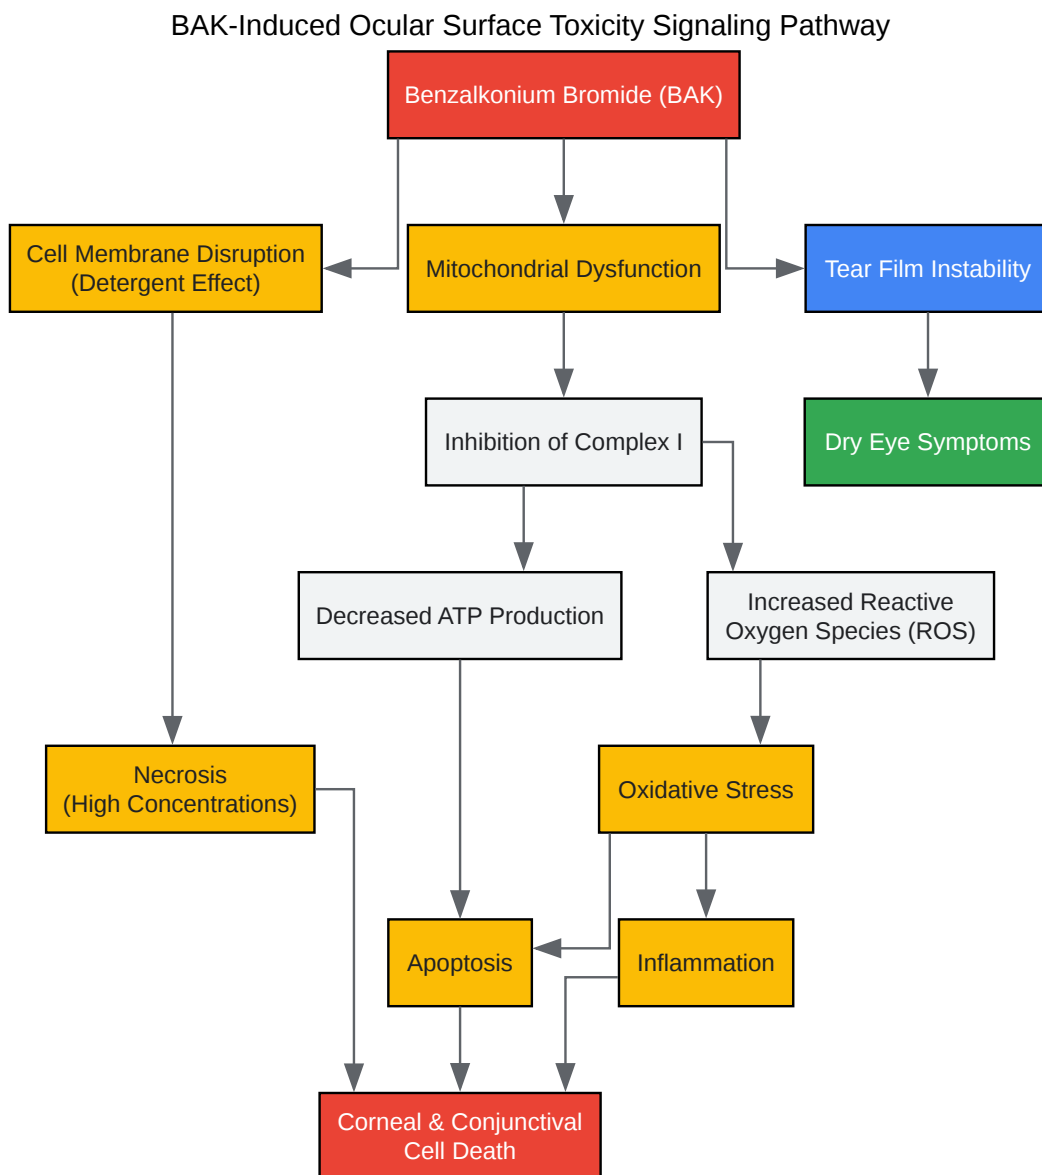 BAK-Induced Ocular Surface Toxicity Signaling Pathway
Benzalkonium Bromide (BAK)
Cell Membrane Disruption
(Detergent Effect)
Mitochondrial Dysfunction
Tear Film Instability
Inhibition of Complex I
Dry Eye Symptoms
Decreased ATP Production
Increased Reactive
Oxygen Species (ROS)
Necrosis
(High Concentrations)
Oxidative Stress
Apoptosis
Inflammation
Corneal & Conjunctival
Cell Death